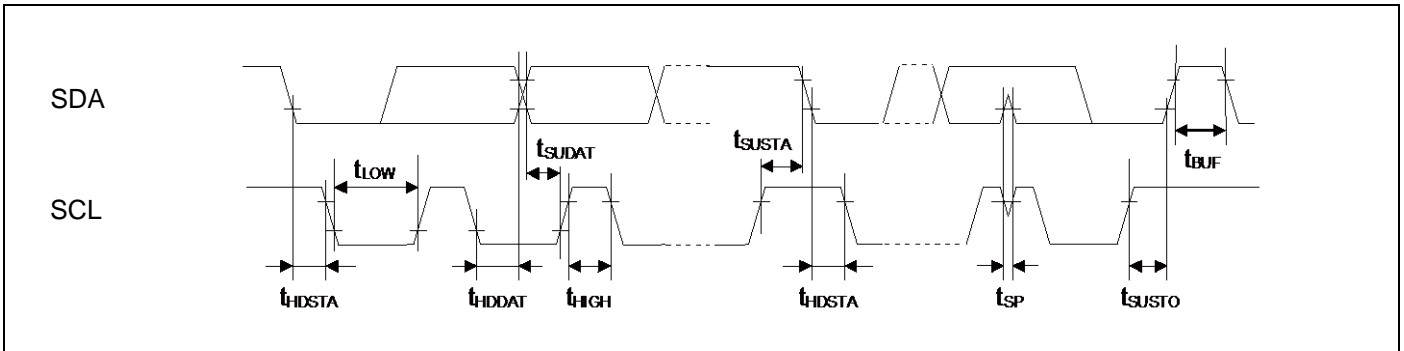 SDA
tSUSTA
tSUDAT
tBUF
tLOW
SCL
tHDSTA
tHDDAT
tHIGH
tHDSTA
tSP
tSUSTO